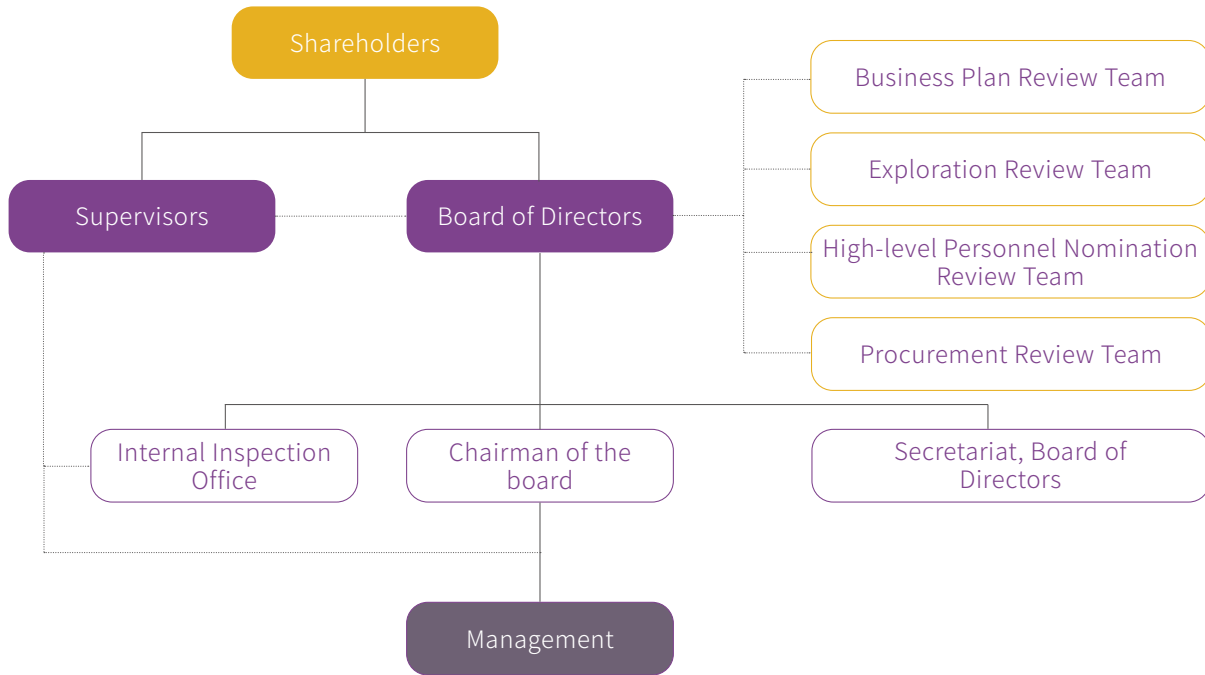 Shareholders
Business Plan Review Team
Exploration Review Team
Supervisors
Board of Directors
High-level Personnel Nomination
Review Team
Procurement Review Team
Internal Inspection
Office
Chairman of the
board
Secretariat, Board of
Directors
Management